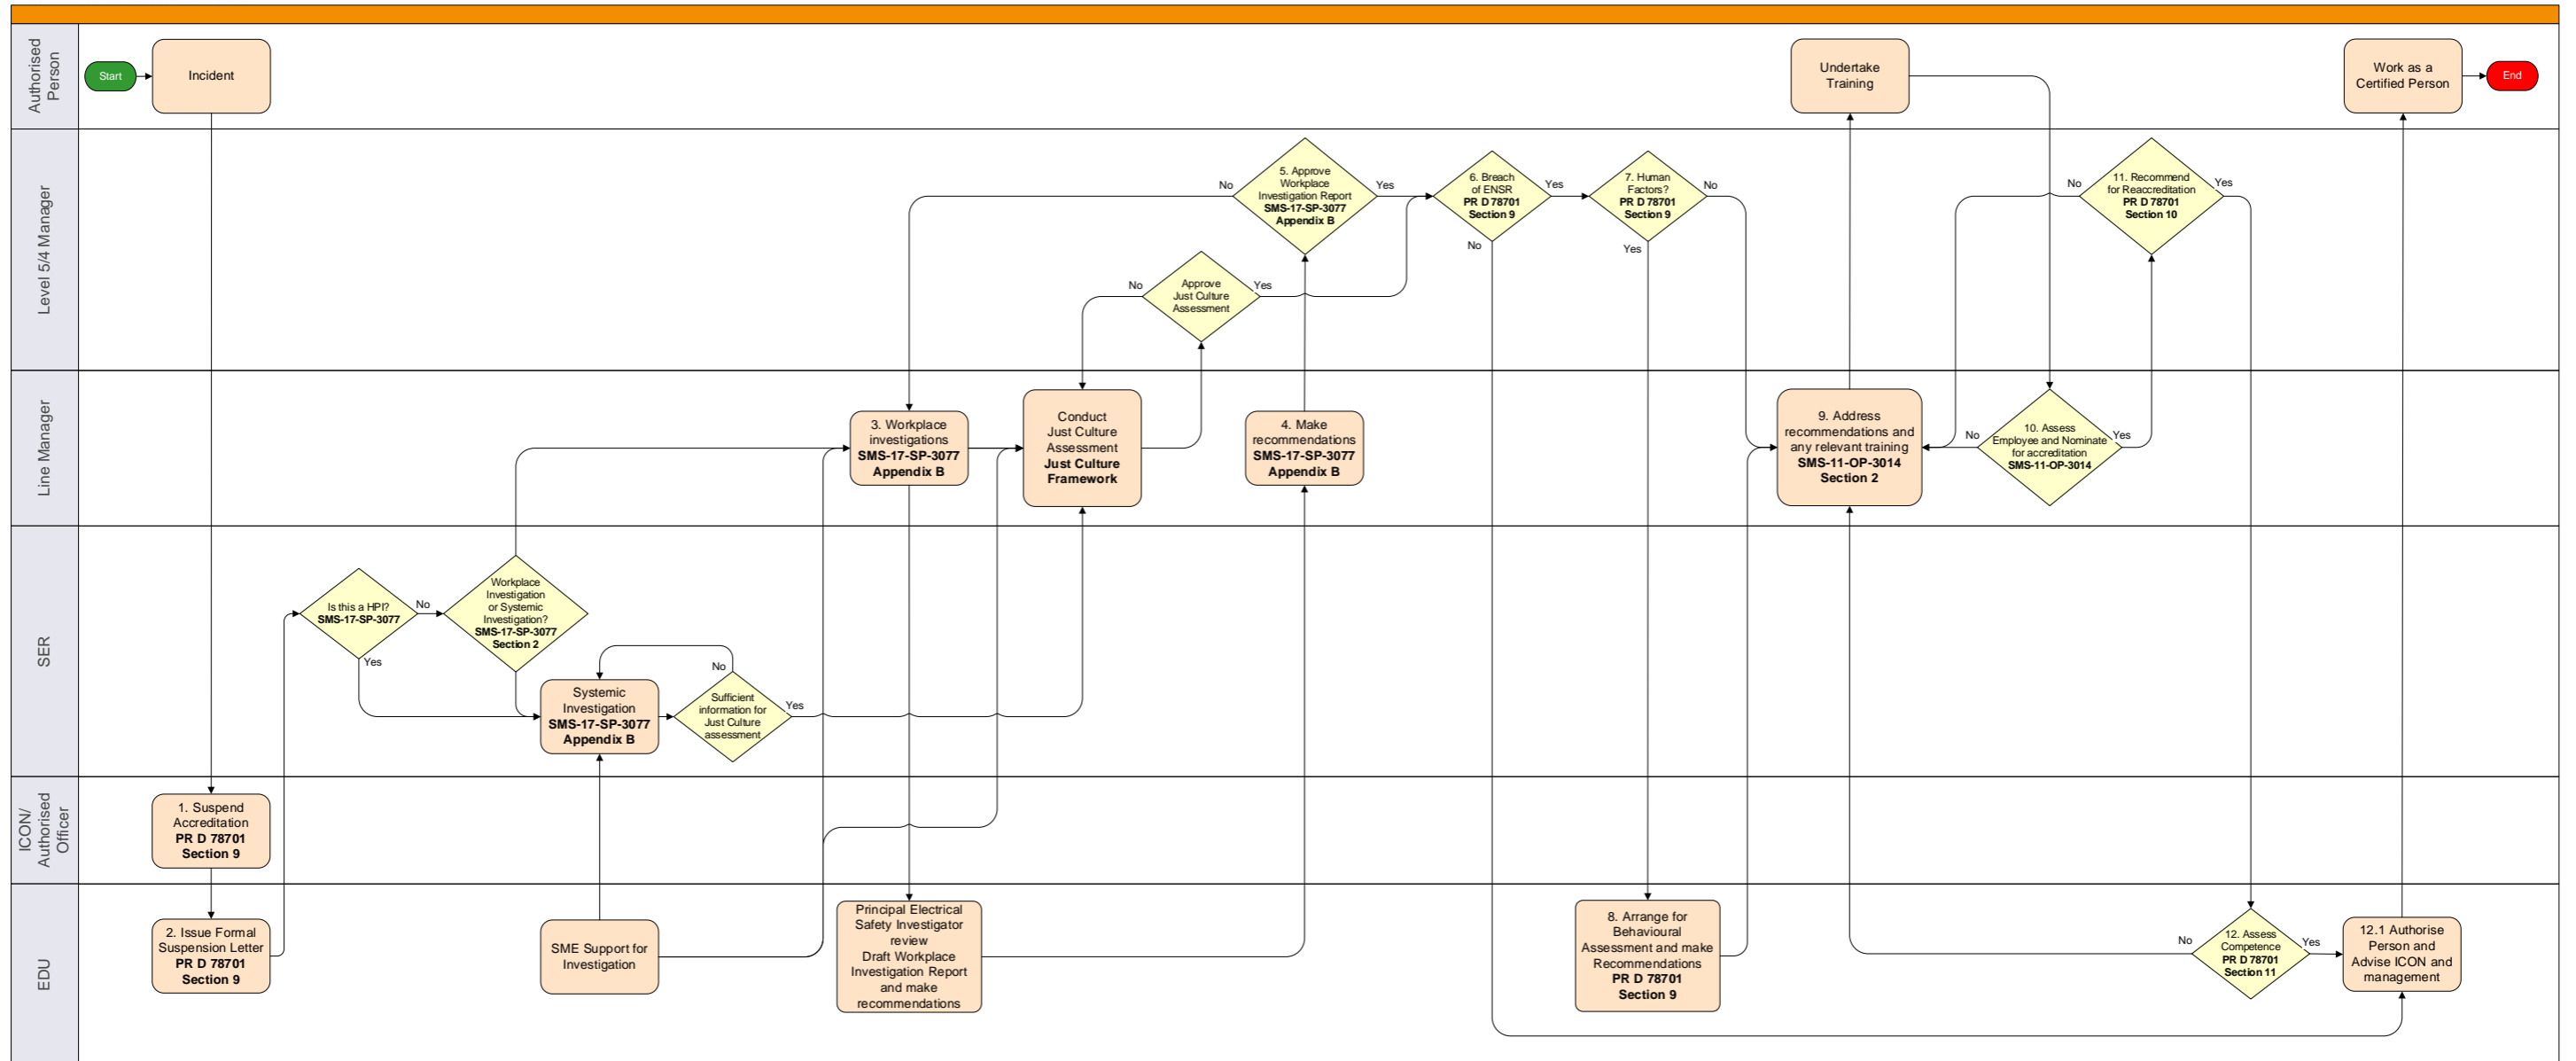 Authorised
Person
Start
Incident
Undertake
Training
Work as a
Certified Person
End
Level 5/4 Manager
No
5. Approve
Workplace
Investigation Report
SMS-17-SP-3077
Appendix B
Yes
6. Breach
of ENSR
PR D 78701
Section 9
Yes
No
7. Human
Factors?
PR D 78701
Section 9
No
Yes
No
11. Recommend
for Reaccreditation
PR D 78701
Section 10
Yes
No
Approve
Just Culture
Assessment
Yes
Line Manager
3. Workplace
investigations
SMS-17-SP-3077
Appendix B
Conduct
Just Culture
Assessment
Just Culture
Framework
4. Make
recommendations
SMS-17-SP-3077
Appendix B
9. Address
recommendations and
any relevant training
SMS-11-OP-3014
Section 2
No
10. Assess
Employee and Nominate
for accreditation
SMS-11-OP-3014
Yes
SER
Is this a HPI?
SMS-17-SP-3077
No
Yes
Workplace
Investigation
or Systemic
Investigation?
SMS-17-SP-3077
Section 2
Systemic
Investigation
SMS-17-SP-3077
Appendix B
No
Sufficient
information for
Just Culture
assessment
Yes
ICON/
Authorised
Officer
1. Suspend
Accreditation
PR D 78701
Section 9
EDU
2. Issue Formal
Suspension Letter
PR D 78701
Section 9
SME Support for
Investigation
Principal Electrical
Safety Investigator
review
Draft Workplace
Investigation Report
and make
recommendations
8. Arrange for
Behavioural
Assessment and make
Recommendations
PR D 78701
Section 9
No
12. Assess
Competence
PR D 78701
Section 11
Yes
12.1 Authorise
Person and
Advise ICON and
management